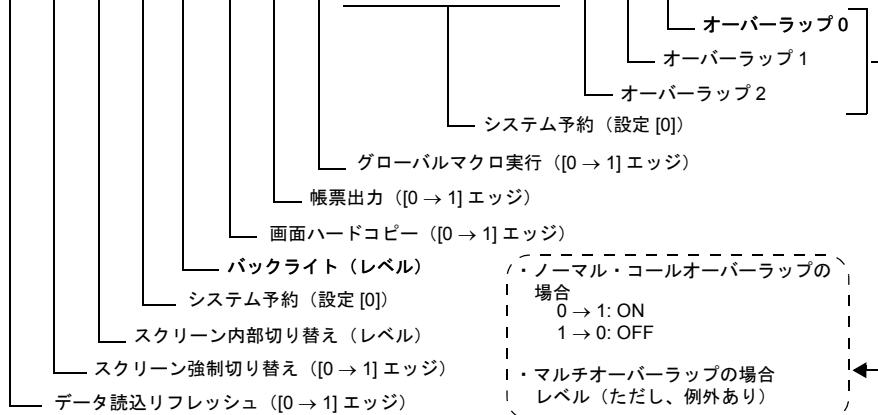 オーバーラップ 0
オーバーラップ 1
オーバーラップ 2
システム予約（設定 [0]）
グローバルマクロ実行（[0 → 1] エッジ）
帳票出力（[0 → 1] エッジ）
画面ハードコピー（[0 → 1] エッジ）
バックライト（レベル）
システム予約（設定 [0]）
スクリーン内部切り替え（レベル）
スクリーン強制切り替え（[0 → 1] エッジ）
データ読込リフレッシュ（[0 → 1] エッジ）
・ノーマル・コールオーバーラップの
場合
0 → 1: ON
1 → 0: OFF
・マルチオーバーラップの場合
レベル（ただし、例外あり）